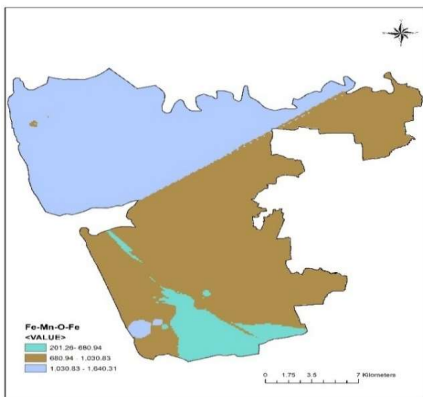 Fe-Mn-O-Fe
<VALUE>
201.26- 680.94
680.94 - 1,030.83
1,030.83 - 1,640.31
0 1.75 3.5 7 Kilometers